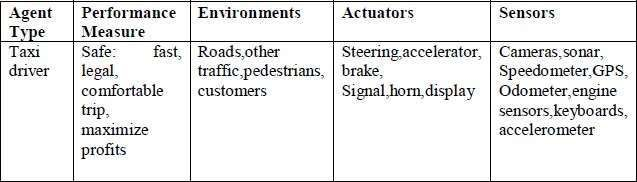 Agent Type
Performance Measure
Environments
Actuators
Sensors
Taxi driver
Safe: fast,
legal,
comfortable
trip,
maximize
profits
Roads,other
traffic,pedestrians,
customers
Steering,accelerator,
brake,
Signal,horn,display
Cameras,sonar,
Speedometer,GPS,
Odometer,engine
sensors,keyboards,
accelerometer